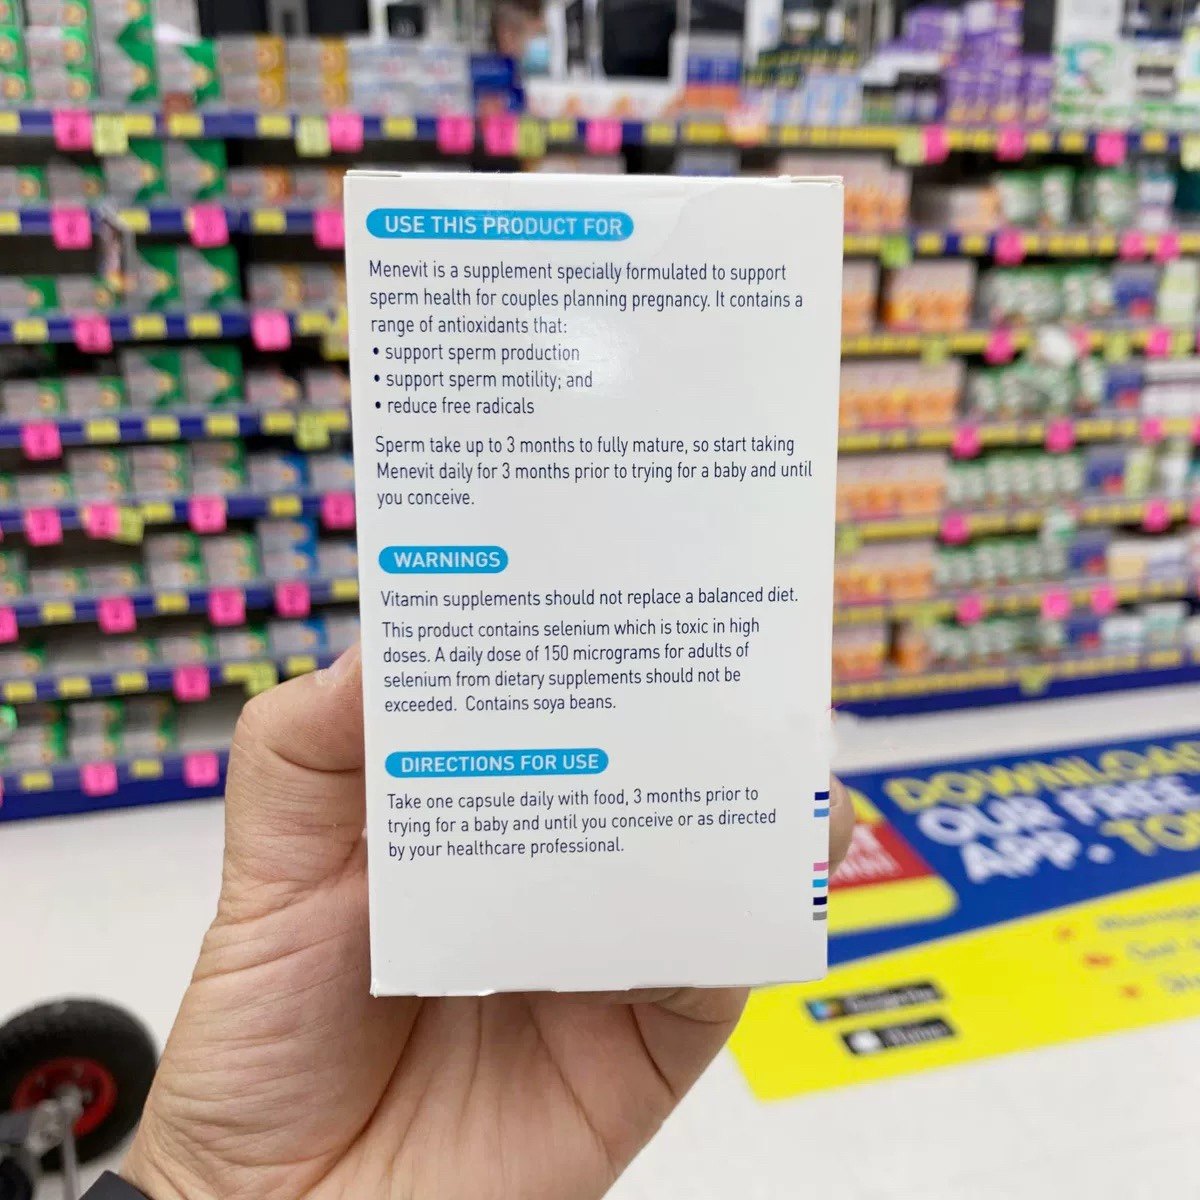 USE THIS PRODUCT FOR
Menevit is a supplement specially formulated to support
sperm health for couples planning pregnancy. It contains a
range of antioxidants that:
• support sperm production
• support sperm motility; and
• reduce free radicals
Sperm take up to 3 months to fully mature, so start taking
Menevit daily for 3 months prior to trying for a baby and until
you conceive.
WARNINGS
Vitamin supplements should not replace a balanced diet.
This product contains selenium which is toxic in high
doses. A daily dose of 150 micrograms for adults of
selenium from dietary supplements should not be
exceeded. Contains soya beans.
DIRECTIONS FOR USE
Take one capsule daily with food, 3 months prior to
trying for a baby and until you conceive or as directed
by your healthcare professional.
DOWNLOAD
OUR FREE
APP.